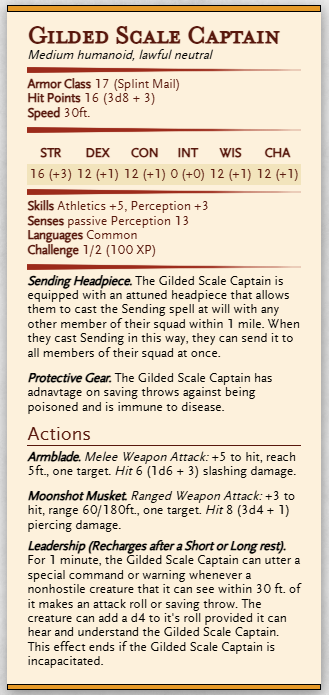 Gilded Scale Captain
Medium humanoid, lawful neutral
Armor Class 17 (Splint Mail)
Hit Points 16 (3d8 + 3)
Speed 30ft.
STR DEX CON INT WIS CHA
16 (+3) 12 (+1) 12 (+1) 0 (+0) 12 (+1) 12 (+1)
Skills Athletics +5, Perception +3
Senses passive Perception 13
Languages Common
Challenge 1/2 (100 XP)
Sending Headpiece. The Gilded Scale Captain is
equipped with an attuned headpiece that allows
them to cast the Sending spell at will with any
other member of their squad within 1 mile. When
they cast Sending in this way, they can send it to
all members of their squad at once.
Protective Gear. The Gilded Scale Captain has
adnavtage on saving throws against being
poisoned and is immune to disease.
Actions
Armblade. Melee Weapon Attack: +5 to hit, reach
5ft., one target. Hit 6 (1d6 + 3) slashing damage.
Moonshot Musket. Ranged Weapon Attack: +3 to
hit, range 60/180ft., one target. Hit 8 (3d4 + 1)
piercing damage.
Leadership (Recharges after a Short or Long rest).
For 1 minute, the Gilded Scale Captain can utter a
special command or warning whenever a
nonhostile creature that it can see within 30 ft. of
it makes an attack roll or saving throw. The
creature can add a d4 to it's roll provided it can
hear and understand the Gilded Scale Captain.
This effect ends if the Gilded Scale Captain is
incapacitated.